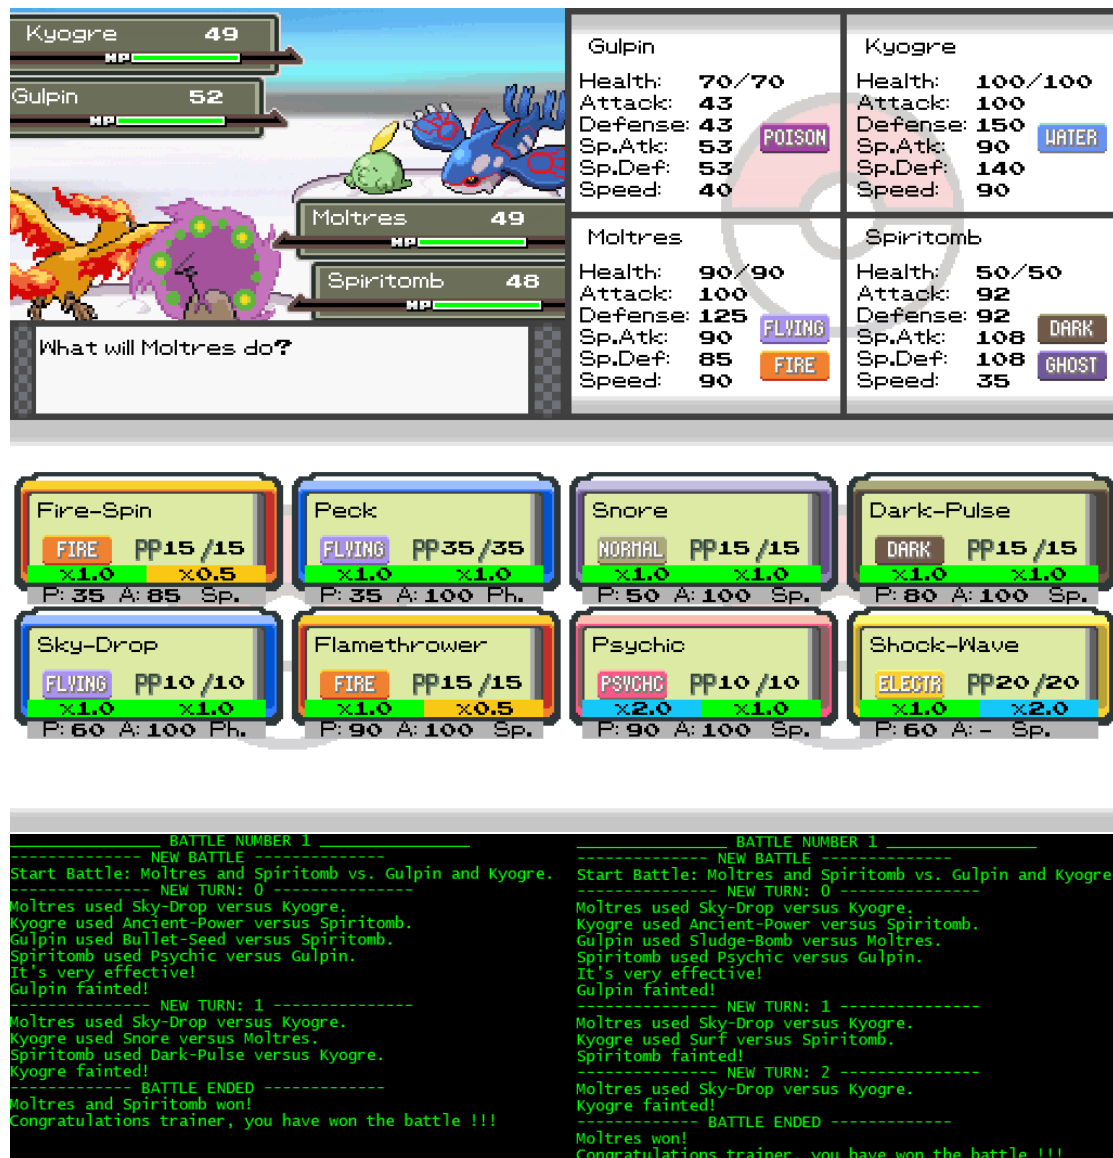 Kyogre 49
HP
Gulpin 52
HP
Moltres 49
HP
Spiritomb 48
HP
What will Moltres do?
Gulpin
Health: 70/70
Attack: 43
Defense: 43
Sp.Atk: 53
Sp.Def: 53
Speed: 40
POISON
Kyogre
Health: 100/100
Attack: 100
Defense: 150
Sp.Atk: 90
Sp.Def: 140
Speed: 90
WATER
Moltres
Health: 90/90
Attack: 100
Defense: 125
Sp.Atk: 90
Sp.Def: 85
Speed: 90
FLYING
FIRE
Spiritomb
Health: 50/50
Attack: 92
Defense: 92
Sp.Atk: 108
Sp.Def: 108
Speed: 35
DARK
GHOST
Fire-Spin
FIRE PP15/15
x1.0 x0.5
P: 35 A: 85 Sp.
Peck
FLYING PP35/35
x1.0 x1.0
P: 35 A: 100 Ph.
Snore
NORMAL PP15/15
x1.0 x1.0
P: 50 A: 100 Sp.
Dark-Pulse
DARK PP15/15
x1.0 x1.0
P: 80 A: 100 Sp.
Sky-Drop
FLYING PP10/10
x1.0 x1.0
P: 60 A: 100 Ph.
Flamethrower
FIRE PP15/15
x1.0 x0.5
P: 90 A: 100 Sp.
Psychic
PSYCHC PP10/10
x2.0 x1.0
P: 90 A: 100 Sp.
Shock-Wave
ELECTR PP20/20
x1.0 x2.0
P: 60 A: - Sp.
_________________ BATTLE NUMBER 1 _________________
-------------- NEW BATTLE --------------
Start Battle: Moltres and Spiritomb vs. Gulpin and Kyogre.
--------------- NEW TURN: 0 ---------------
Moltres used Sky-Drop versus Kyogre.
Kyogre used Ancient-Power versus Spiritomb.
Gulpin used Bullet-Seed versus Spiritomb.
Spiritomb used Psychic versus Gulpin.
It's very effective!
Gulpin fainted!
--------------- NEW TURN: 1 ---------------
Moltres used Sky-Drop versus Kyogre.
Kyogre used Snore versus Moltres.
Spiritomb used Dark-Pulse versus Kyogre.
Kyogre fainted!
------------- BATTLE ENDED -------------
Moltres and Spiritomb won!
Congratulations trainer, you have won the battle !!!
_________________ BATTLE NUMBER 1 _________________
-------------- NEW BATTLE --------------
Start Battle: Moltres and Spiritomb vs. Gulpin and Kyogre
--------------- NEW TURN: 0 ---------------
Moltres used Sky-Drop versus Kyogre.
Kyogre used Ancient-Power versus Spiritomb.
Gulpin used Sludge-Bomb versus Moltres.
Spiritomb used Psychic versus Gulpin.
It's very effective!
Gulpin fainted!
--------------- NEW TURN: 1 ---------------
Moltres used Sky-Drop versus Kyogre.
Kyogre used Surf versus Spiritomb.
Spiritomb fainted!
--------------- NEW TURN: 2 ---------------
Moltres used Sky-Drop versus Kyogre.
Kyogre fainted!
------------- BATTLE ENDED -------------
Moltres won!
Congratulations trainer, you have won the battle !!!